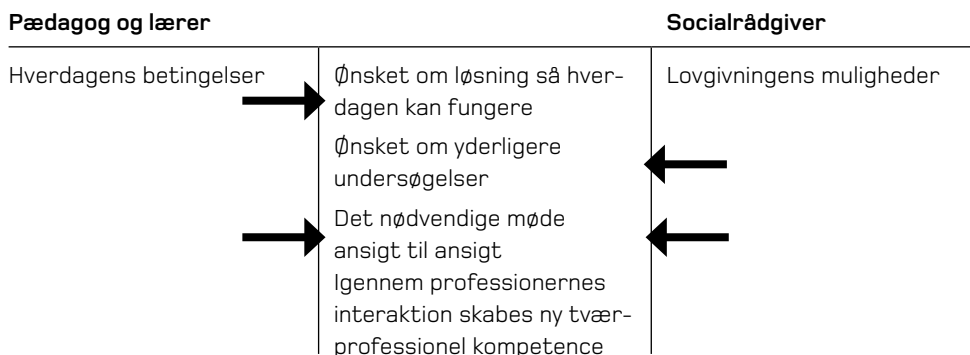 Pædagog og lærer
Socialrådgiver
Hverdagens betingelser
Ønsket om løsning så hver-
dagen kan fungere
Ønsket om yderligere
undersøgelser
Det nødvendige møde
ansigt til ansigt
Igennem professionernes
interaktion skabes ny tvær-
professionel kompetence
Lovgivningens muligheder